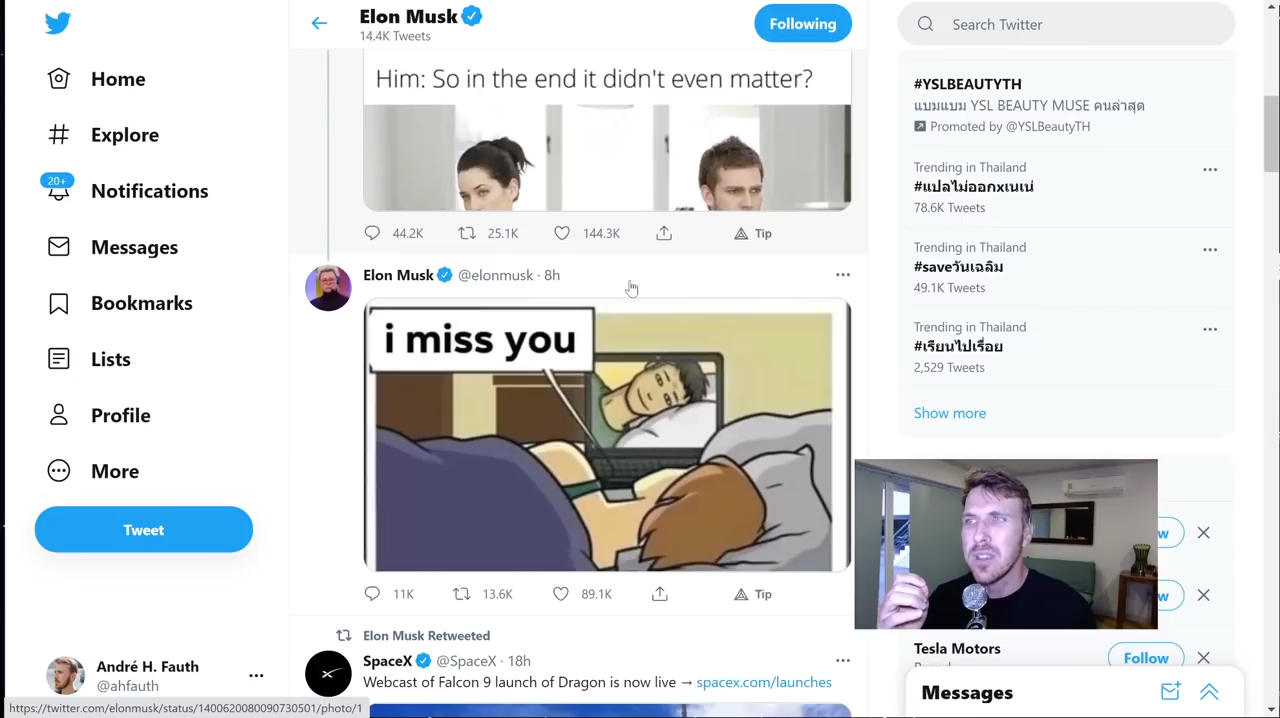 Elon Musk
14.4K Tweets
Following
Search Twitter
Home
Explore
20+
Notifications
Messages
Bookmarks
Lists
Profile
More
Tweet
André H. Fauth
@ahfauth
https://twitter.com/elonmusk/status/1400620080090730501/photo/1
Him: So in the end it didn't even matter?
44.2K
25.1K
144.3K
Tip
Elon Musk @elonmusk · 8h
i miss you
11K
13.6K
89.1K
Tip
Elon Musk Retweeted
SpaceX @SpaceX · 18h
Webcast of Falcon 9 launch of Dragon is now live → spacex.com/launches
#YSLBEAUTYTH
แบมแบม YSL BEAUTY MUSE คนล่าสุด
Promoted by @YSLBeautyTH
Trending in Thailand
#แปลไม่ออกxเนเน่
78.6K Tweets
Trending in Thailand
#saveวันเฉลิม
49.1K Tweets
Trending in Thailand
#เรียนไปเรื่อย
2,529 Tweets
Show more
Tesla Motors
Follow
Messages